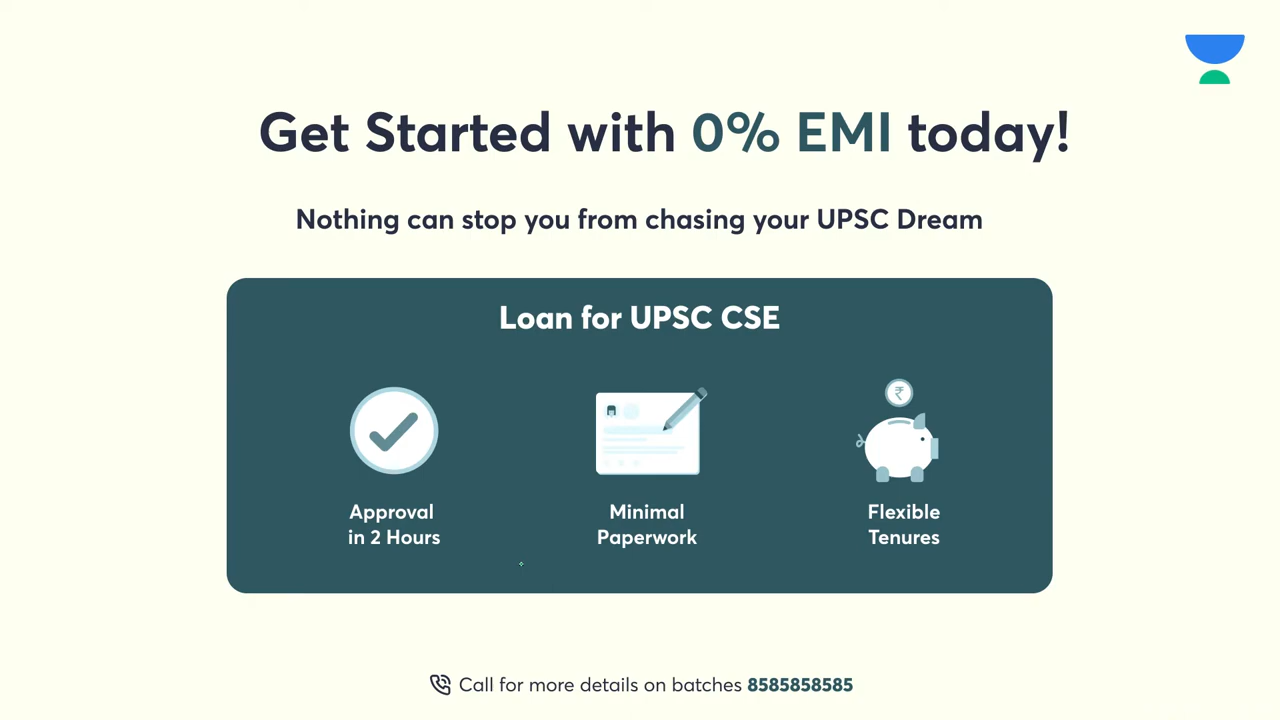 Get Started with 0% EMI today!
Nothing can stop you from chasing your UPSC Dream
Loan for UPSC CSE
Approval
in 2 Hours
Minimal
Paperwork
₹
Flexible
Tenures
Call for more details on batches 8585858585